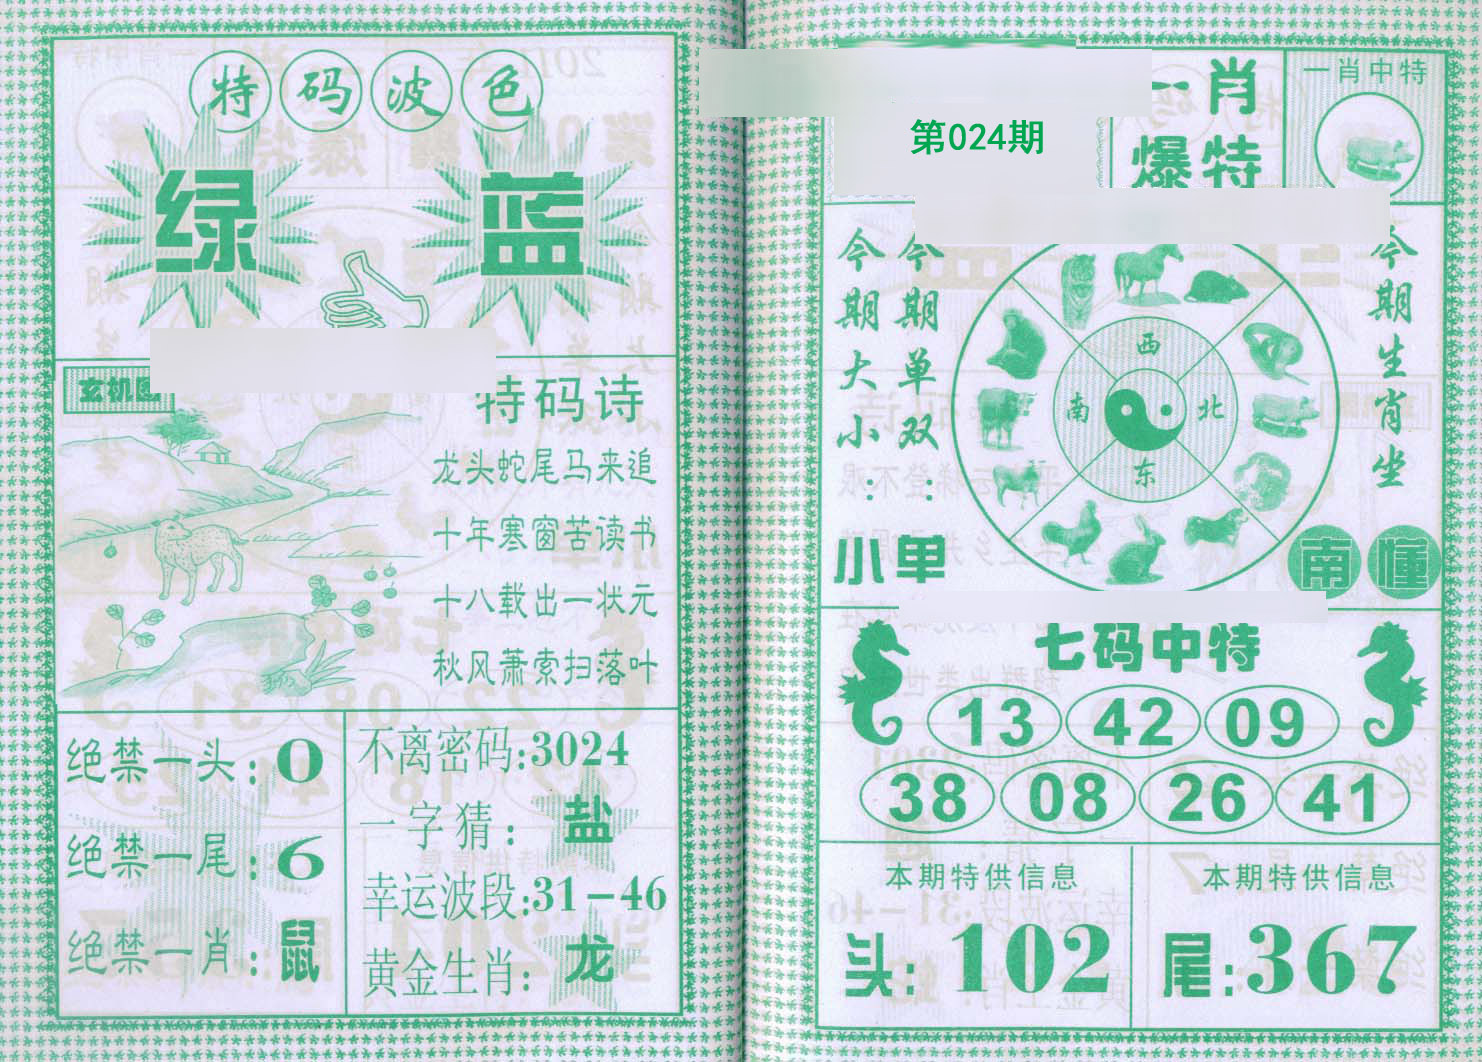 特码波色
绿 蓝
玄机图
特码诗
龙头蛇尾马来追
十年寒窗苦读书
十八载出一状元
秋风萧索扫落叶
绝禁一头:0
绝禁一尾:6
绝禁一肖:鼠
不离密码:3024
一字猜:盐
幸运波段:31-46
黄金生肖:龙
第024期
一肖
爆特
一肖中特
今期大小:
小
今期单双:
单
西
南 北
东
今期生肖坐
南 懂
七码中特
13 42 09
38 08 26 41
本期特供信息
头:102
本期特供信息
尾:367